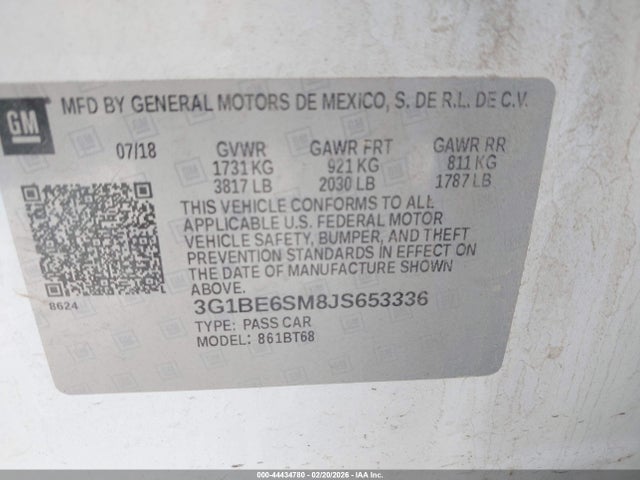 GM
MFD BY GENERAL MOTORS DE MEXICO, S. DE R.L. DE C.V.
07/18 GVWR GAWR FRT GAWR RR
1731 KG 921 KG 811 KG
3817 LB 2030 LB 1787 LB
THIS VEHICLE CONFORMS TO ALL
APPLICABLE U.S. FEDERAL MOTOR
VEHICLE SAFETY, BUMPER, AND THEFT
PREVENTION STANDARDS IN EFFECT ON
THE DATE OF MANUFACTURE SHOWN
ABOVE.
8624
3G1BE6SM8JS653336
TYPE: PASS CAR
MODEL: 861BT68
© - 000-44434780 - 02/20/2026 - IAAI.COM